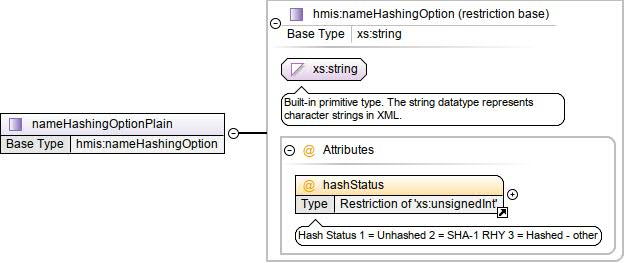 hmis:nameHashingOption (restriction base)
Base Type xs:string
xs:string
Built-in primitive type. The string datatype represents
character strings in XML.
nameHashingOptionPlain
Base Type hmis:nameHashingOption
@ Attributes
@ hashStatus
Type Restriction of 'xs:unsignedInt'
Hash Status 1 = Unhashed 2 = SHA-1 RHY 3 = Hashed - other